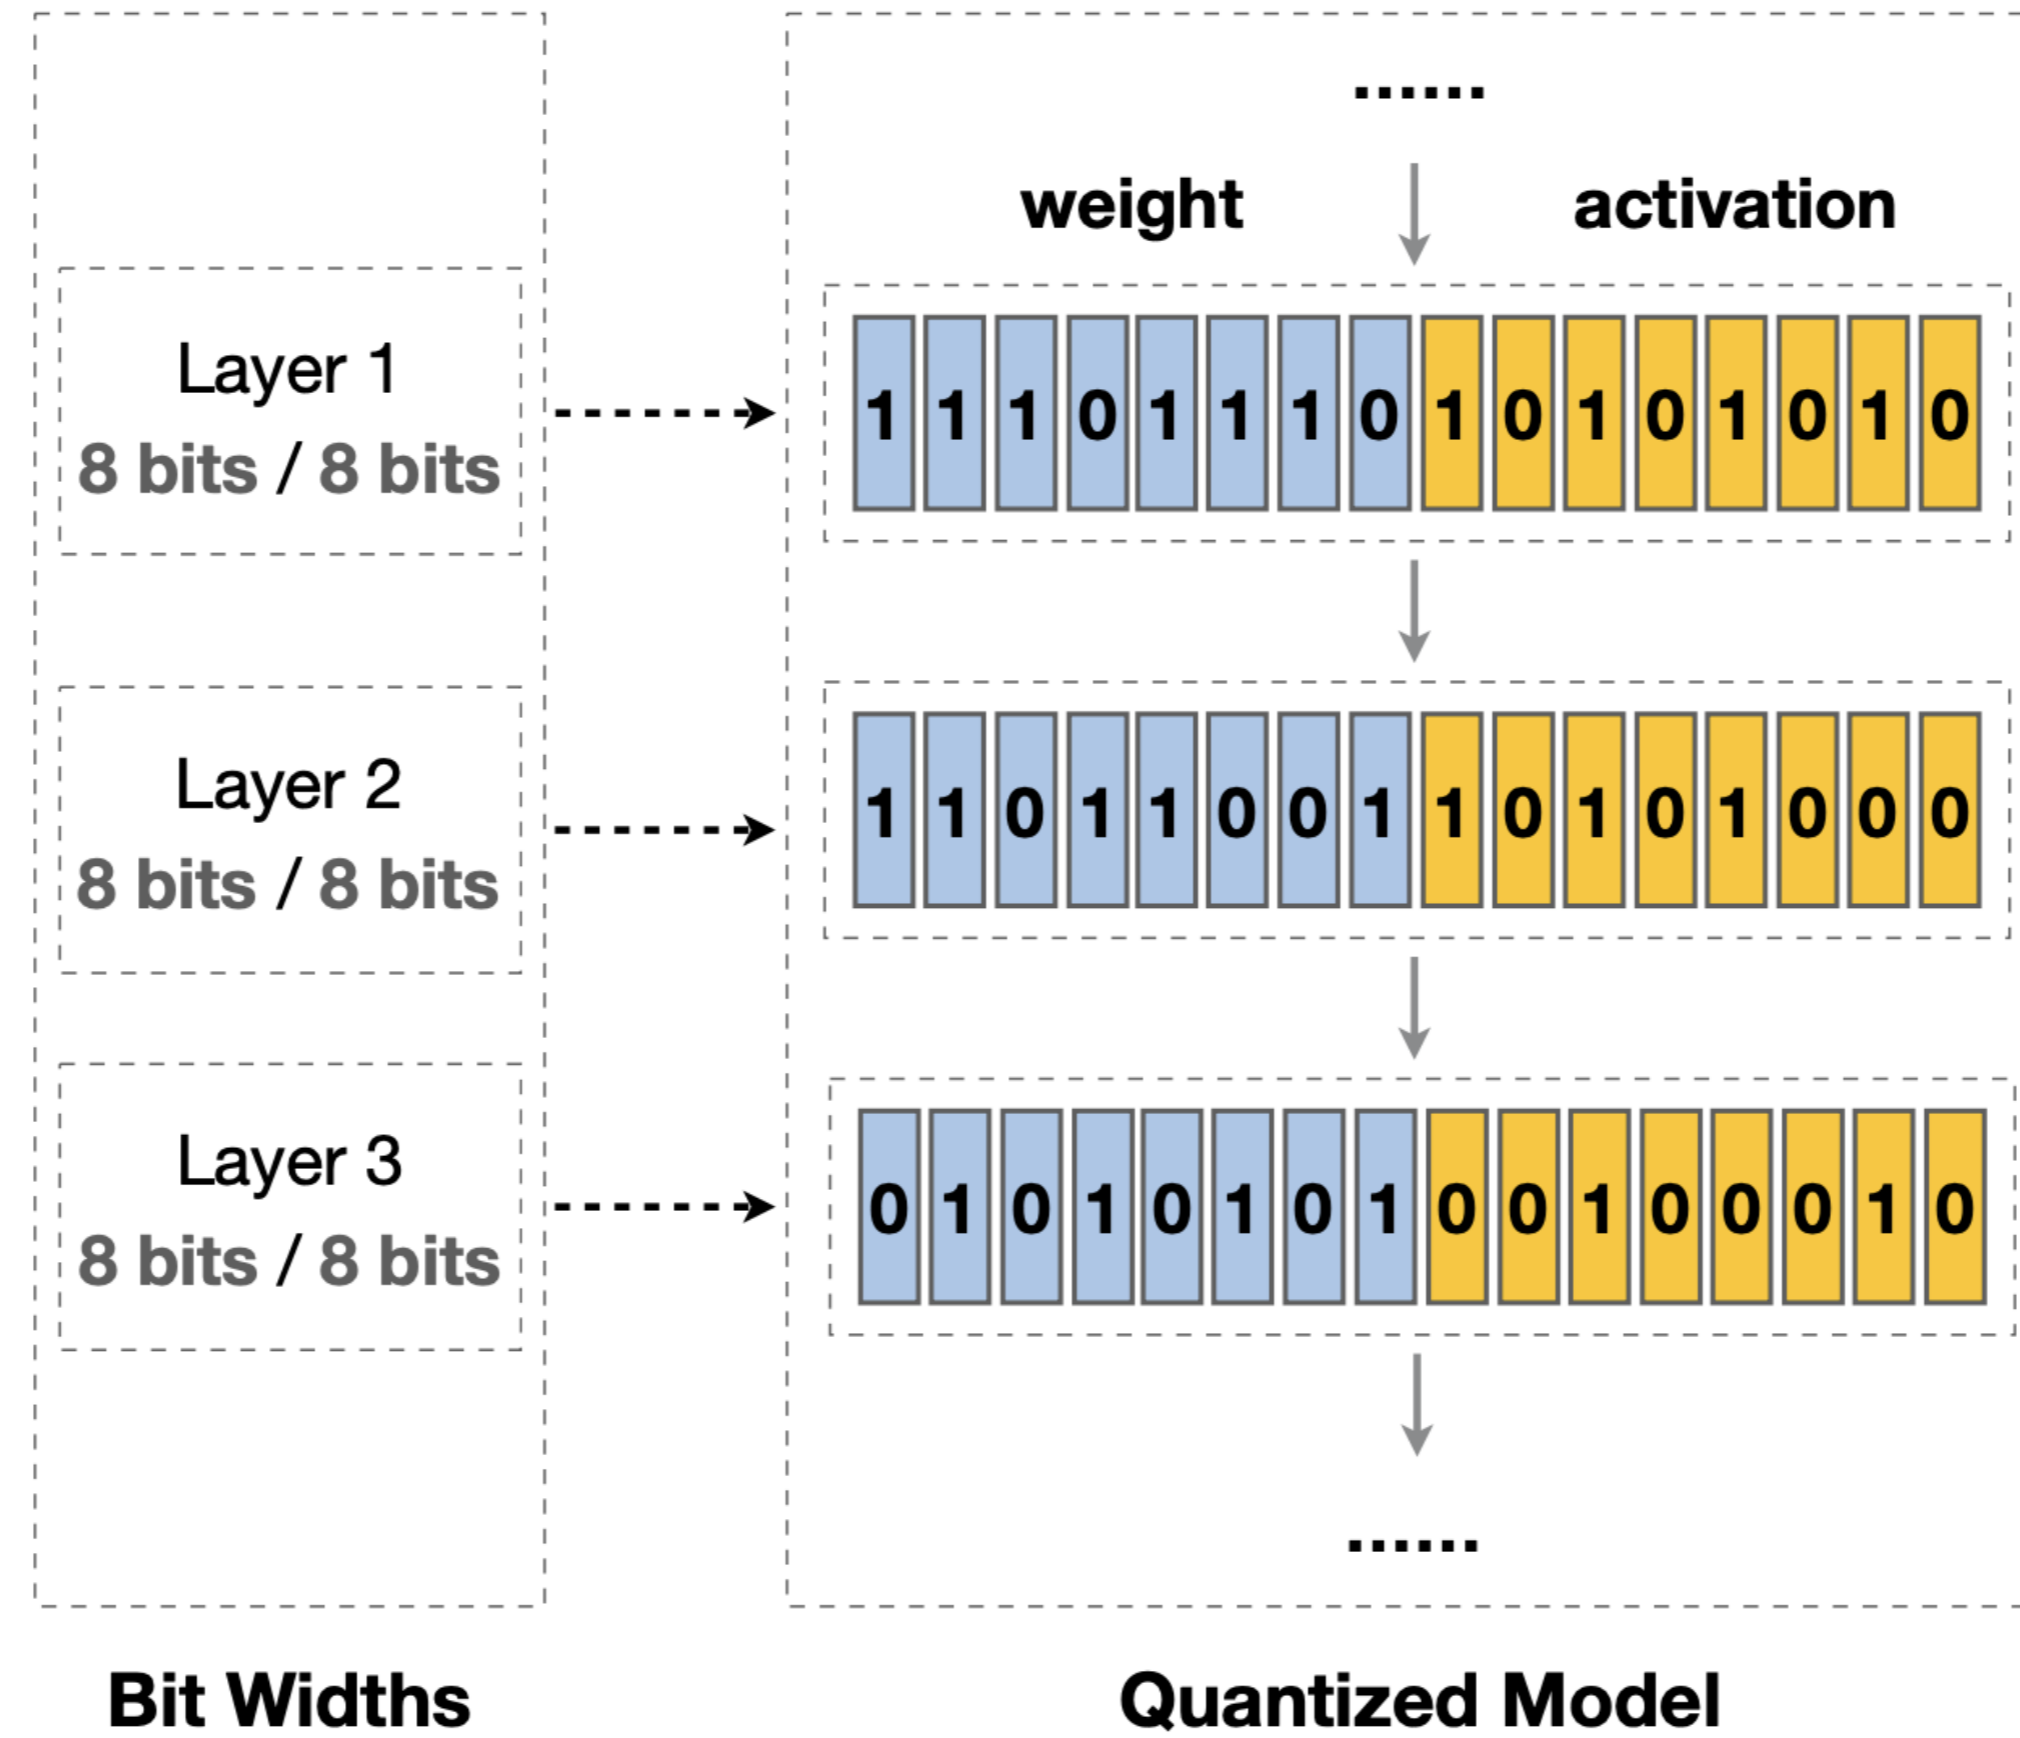 ......
weight activation
Layer 1
8 bits / 8 bits
1 1 1 0 1 1 1 0 1 0 1 0 1 0 1 0
Layer 2
8 bits / 8 bits
1 1 0 1 1 0 0 1 1 0 1 0 1 0 0 0
Layer 3
8 bits / 8 bits
0 1 0 1 0 1 0 1 0 0 1 0 0 0 1 0
......
Bit Widths
Quantized Model